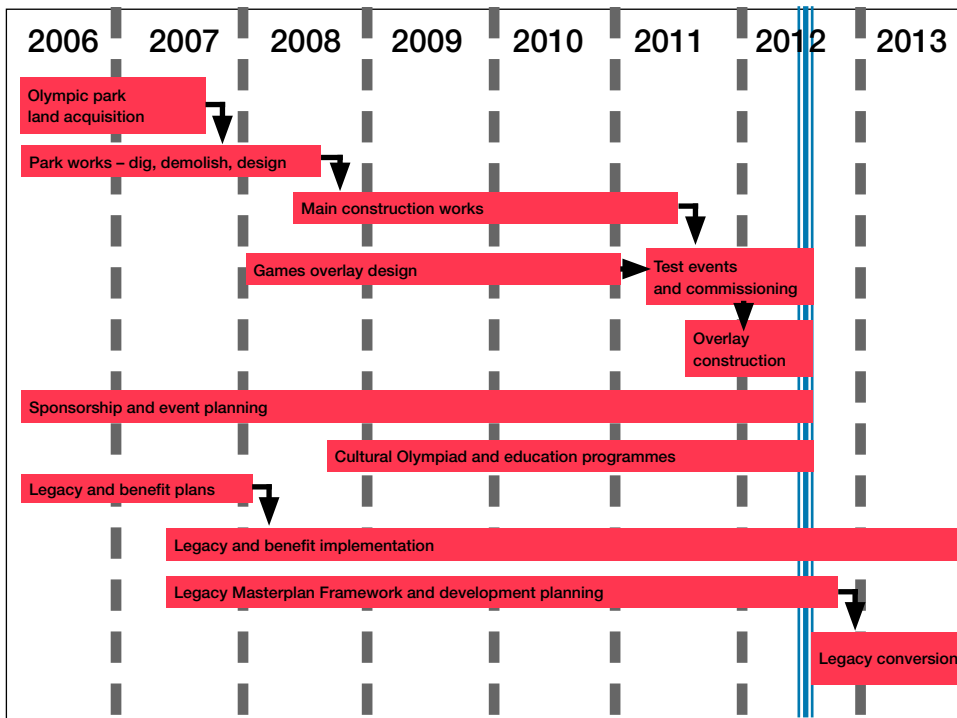 2006 2007 2008 2009 2010 2011 2012 2013
Olympic park
land acquisition
Park works – dig, demolish, design
Main construction works
Games overlay design
Test events
and commissioning
Overlay
construction
Sponsorship and event planning
Cultural Olympiad and education programmes
Legacy and benefit plans
Legacy and benefit implementation
Legacy Masterplan Framework and development planning
Legacy conversion